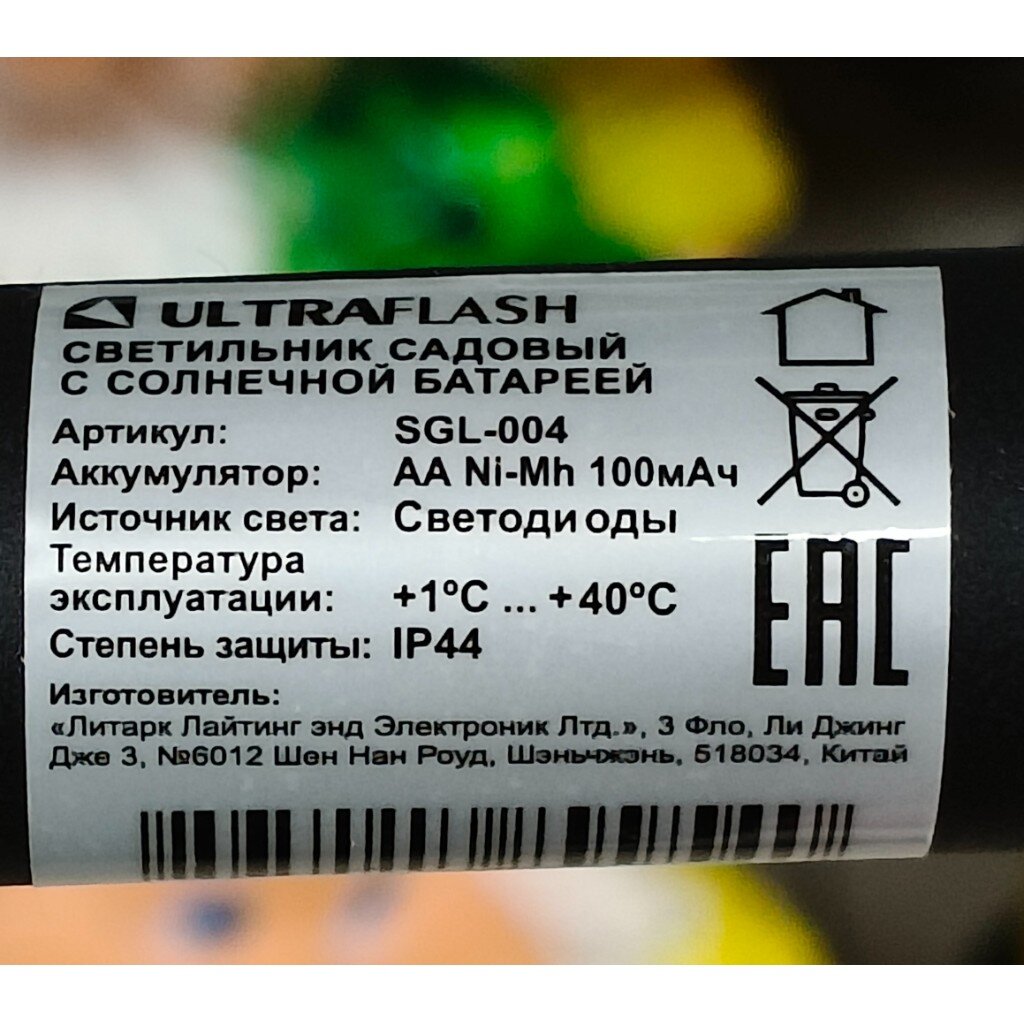 ULTRAFLASH
СВЕТИЛЬНИК САДОВЫЙ
С СОЛНЕЧНОЙ БАТАРЕЕЙ
Артикул: SGL-004
Аккумулятор: AA Ni-Mh 100мАч
Источник света: Светодиоды
Температура
эксплуатации: +1°C ... +40°C
Степень защиты: IP44
EAC
Изготовитель:
«Литарк Лайтинг энд Электроник Лтд.», 3 Фло, Ли Джинг
Дже 3, №6012 Шен Нан Роуд, Шэньчжэнь, 518034, Китай